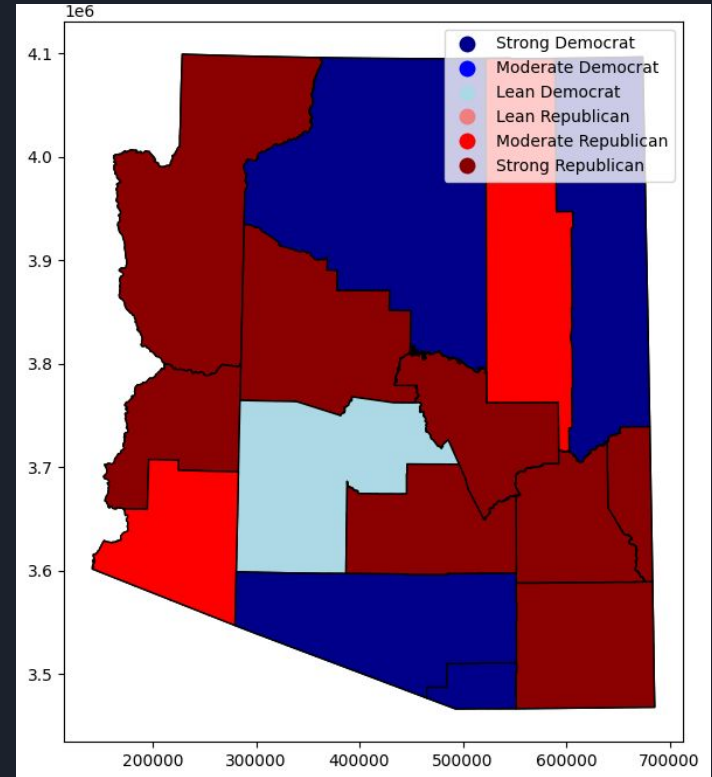 1e6
Strong Democrat
Moderate Democrat
Lean Democrat
Lean Republican
Moderate Republican
Strong Republican
4.1
4.0
3.9
3.8
3.7
3.6
3.5
200000 300000 400000 500000 600000 700000